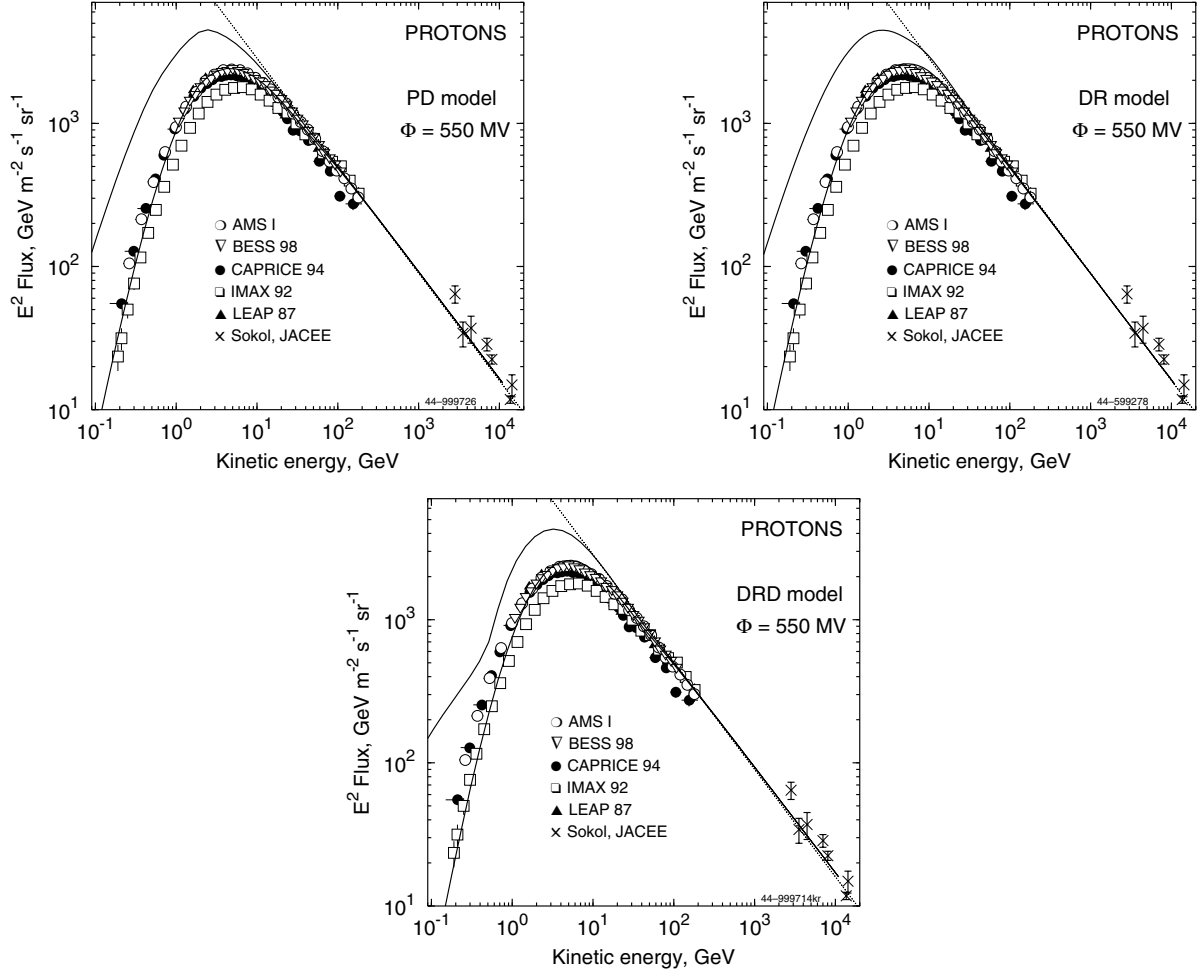 PROTONS
PD model
Φ = 550 MV
E² Flux, GeV m⁻² s⁻¹ sr⁻¹
10³
10²
10¹
AMS I
BESS 98
CAPRICE 94
IMAX 92
LEAP 87
Sokol, JACEE
44–999726
10⁻¹ 10⁰ 10¹ 10² 10³ 10⁴
Kinetic energy, GeV
PROTONS
DR model
Φ = 550 MV
E² Flux, GeV m⁻² s⁻¹ sr⁻¹
10³
10²
10¹
AMS I
BESS 98
CAPRICE 94
IMAX 92
LEAP 87
Sokol, JACEE
44–599278
10⁻¹ 10⁰ 10¹ 10² 10³ 10⁴
Kinetic energy, GeV
PROTONS
DRD model
Φ = 550 MV
E² Flux, GeV m⁻² s⁻¹ sr⁻¹
10³
10²
10¹
AMS I
BESS 98
CAPRICE 94
IMAX 92
LEAP 87
Sokol, JACEE
44–999714kr
10⁻¹ 10⁰ 10¹ 10² 10³ 10⁴
Kinetic energy, GeV